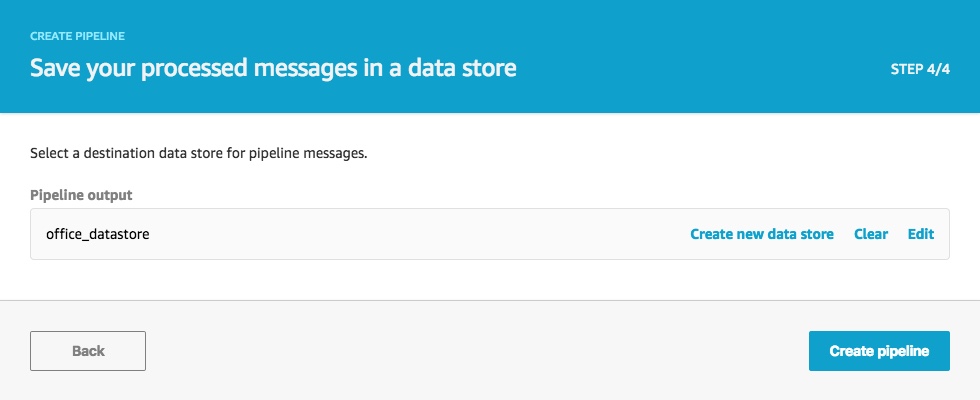 CREATE PIPELINE
Save your processed messages in a data store
STEP 4/4
Select a destination data store for pipeline messages.
Pipeline output
office_datastore Create new data store Clear Edit
Back Create pipeline